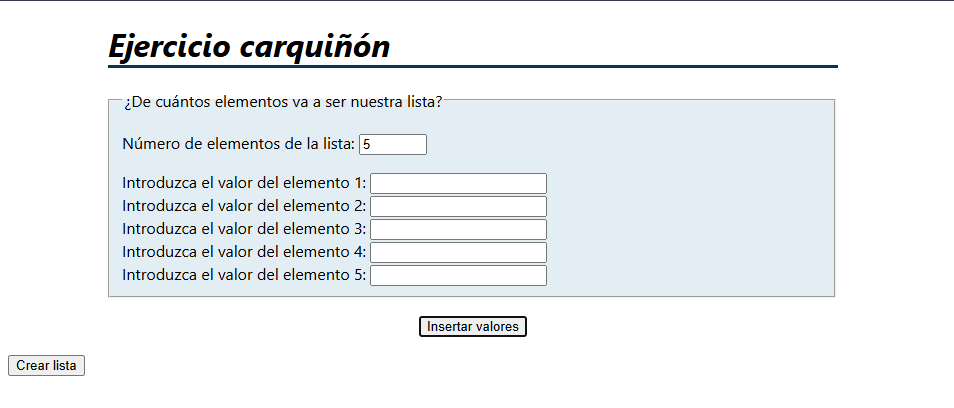 Ejercicio carquiñón
¿De cuántos elementos va a ser nuestra lista?
Número de elementos de la lista: 5
Introduzca el valor del elemento 1:
Introduzca el valor del elemento 2:
Introduzca el valor del elemento 3:
Introduzca el valor del elemento 4:
Introduzca el valor del elemento 5:
Insertar valores
Crear lista